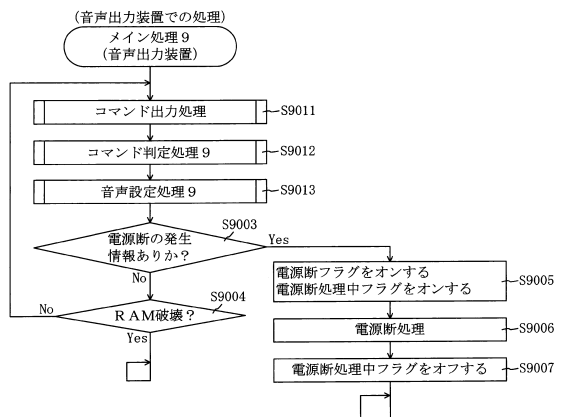 (音声出力装置での処理)
メイン処理9
(音声出力装置)
コマンド出力処理
S9011
コマンド判定処理9
S9012
音声設定処理9
S9013
電源断の発生
情報ありか?
S9003
Yes
No
電源断フラグをオンする
電源断処理中フラグをオンする
S9005
RAM破壊?
S9004
No
Yes
電源断処理
S9006
電源断処理中フラグをオフする
S9007